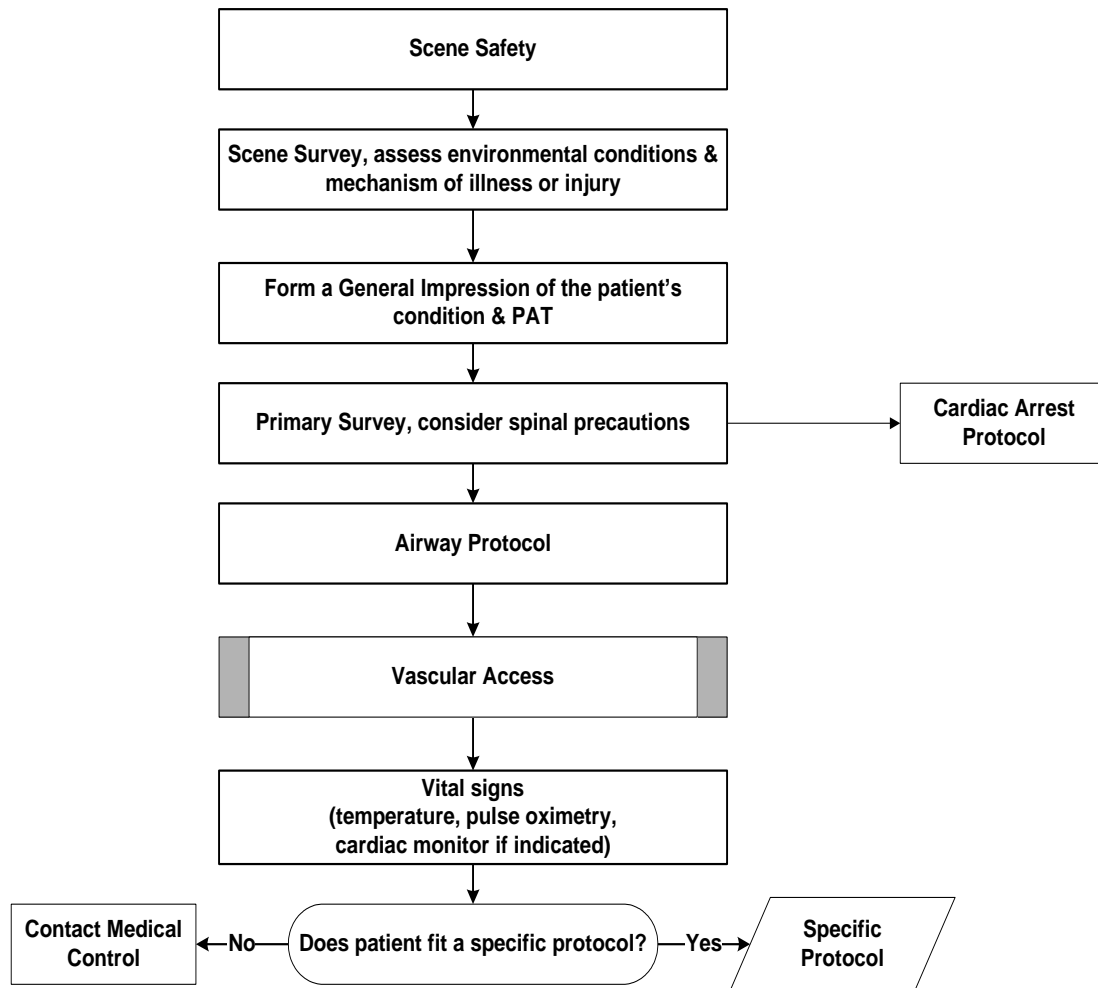 Scene Safety
Scene Survey, assess environmental conditions &
mechanism of illness or injury
Form a General Impression of the patient's
condition & PAT
Primary Survey, consider spinal precautions
Cardiac Arrest
Protocol
Airway Protocol
Vascular Access
Vital signs
(temperature, pulse oximetry,
cardiac monitor if indicated)
Contact Medical
Control
No
Does patient fit a specific protocol?
Yes
Specific
Protocol